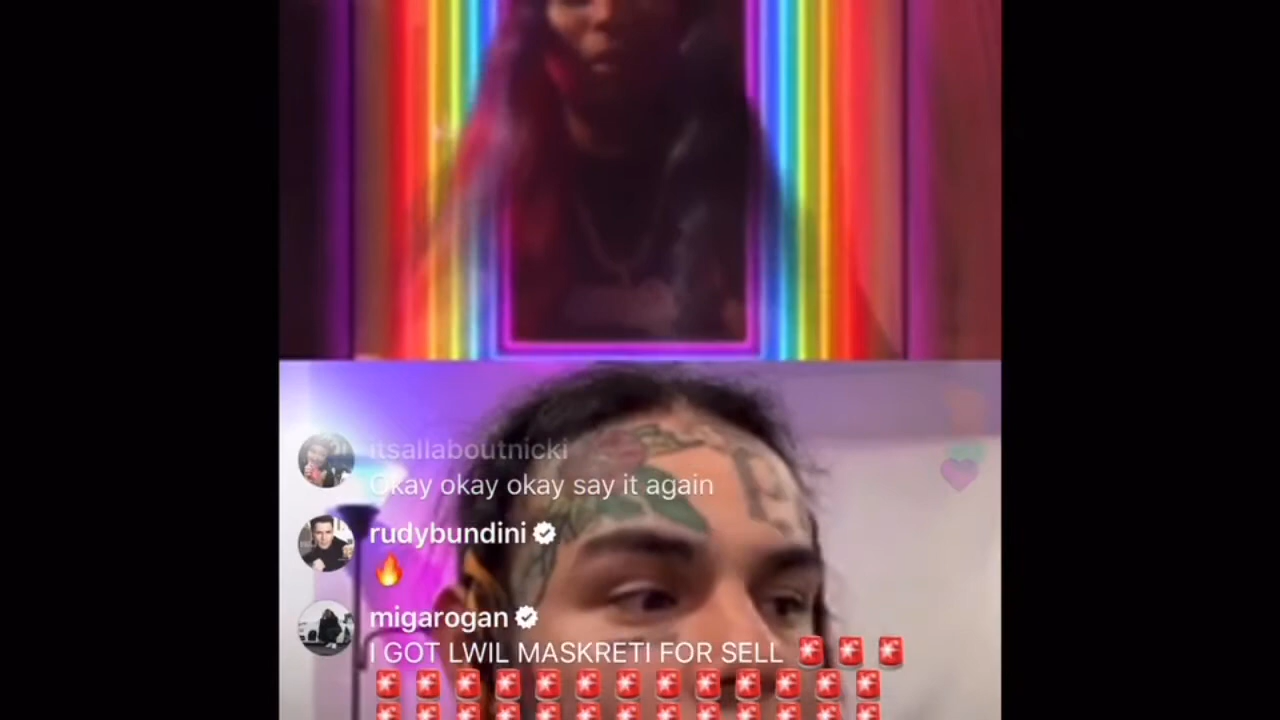 itsallaboutnicki
Okay okay okay say it again
rudybundini
🔥
migarogan
I GOT LWIL MASKRETI FOR SELL 🚨 🚨 🚨
🚨 🚨 🚨 🚨 🚨 🚨 🚨 🚨 🚨 🚨 🚨 🚨 🚨
🚨 🚨 🚨 🚨 🚨 🚨 🚨 🚨 🚨 🚨 🚨 🚨 🚨